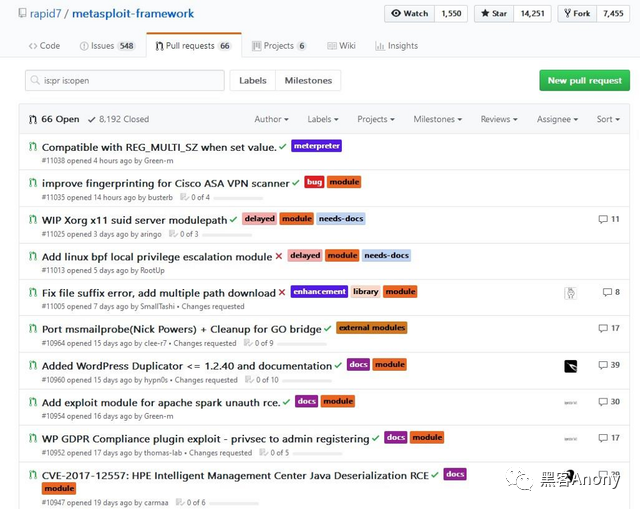 rapid7 / metasploit-framework
Watch 1,550 Star 14,251 Fork 7,455
Code Issues 548 Pull requests 66 Projects 6 Wiki Insights
is:pr is:open Labels Milestones New pull request
66 Open 8,192 Closed Author Labels Projects Milestones Reviews Assignee Sort
Compatible with REG_MULTI_SZ when set value. meterpreter
#11038 opened 4 hours ago by Green-m
improve fingerprinting for Cisco ASA VPN scanner bug module
#11035 opened 14 hours ago by busterb 0 of 4
WIP Xorg x11 suid server modulepath delayed module needs-docs 11
#11025 opened 3 days ago by aringo 0 of 3
Add linux bpf local privilege escalation module delayed module needs-docs
#11013 opened 5 days ago by RootUp
Fix file suffix error, add multiple path download enhancement library module 8
#11005 opened 7 days ago by SmallTashi • Changes requested
Port msmailprobe(Nick Powers) + Cleanup for GO bridge external modules 17
#10964 opened 15 days ago by clee-r7 • Changes requested 0 of 9
Added WordPress Duplicator <= 1.2.40 and documentation docs module 39
#10960 opened 15 days ago by hypn0s • Changes requested 0 of 10
Add exploit module for apache spark unauth rce. docs module 30
#10954 opened 16 days ago by Green-m
WP GDPR Compliance plugin exploit - privsec to admin registering docs module 17
#10952 opened 17 days ago by thomas-lab • Changes requested 0 of 5
CVE-2017-12557: HPE Intelligent Management Center Java Deserialization RCE docs
module
#10947 opened 19 days ago by carmaa 0 of 6
黑客Anony